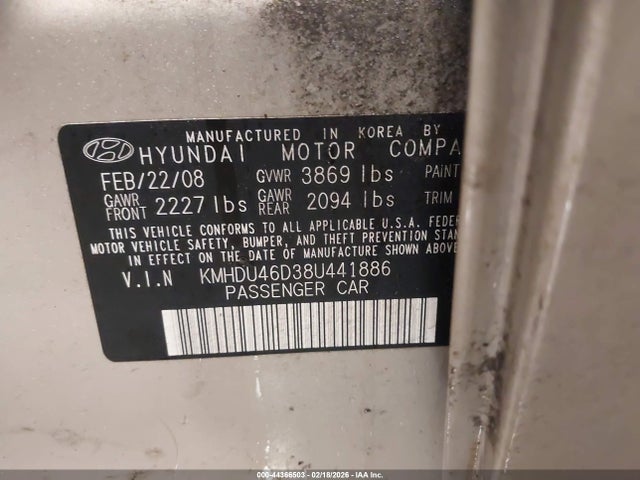 MANUFACTURED IN KOREA BY
HYUNDAI MOTOR COMPA
FEB/22/08 GVWR 3869 lbs PAINT
GAWR FRONT 2227 lbs GAWR REAR 2094 lbs TRIM
THIS VEHICLE CONFORMS TO ALL APPLICABLE U.S.A. FEDER
MOTOR VEHICLE SAFETY, BUMPER, AND THEFT PREVENTION STAN
IN EFFECT ON THE DATE OF MANUFACTURE SHOWN ABOVE
V.I.N KMHDU46D38U441886
PASSENGER CAR
000-44366503 - 02/18/2026 - IAA Inc.